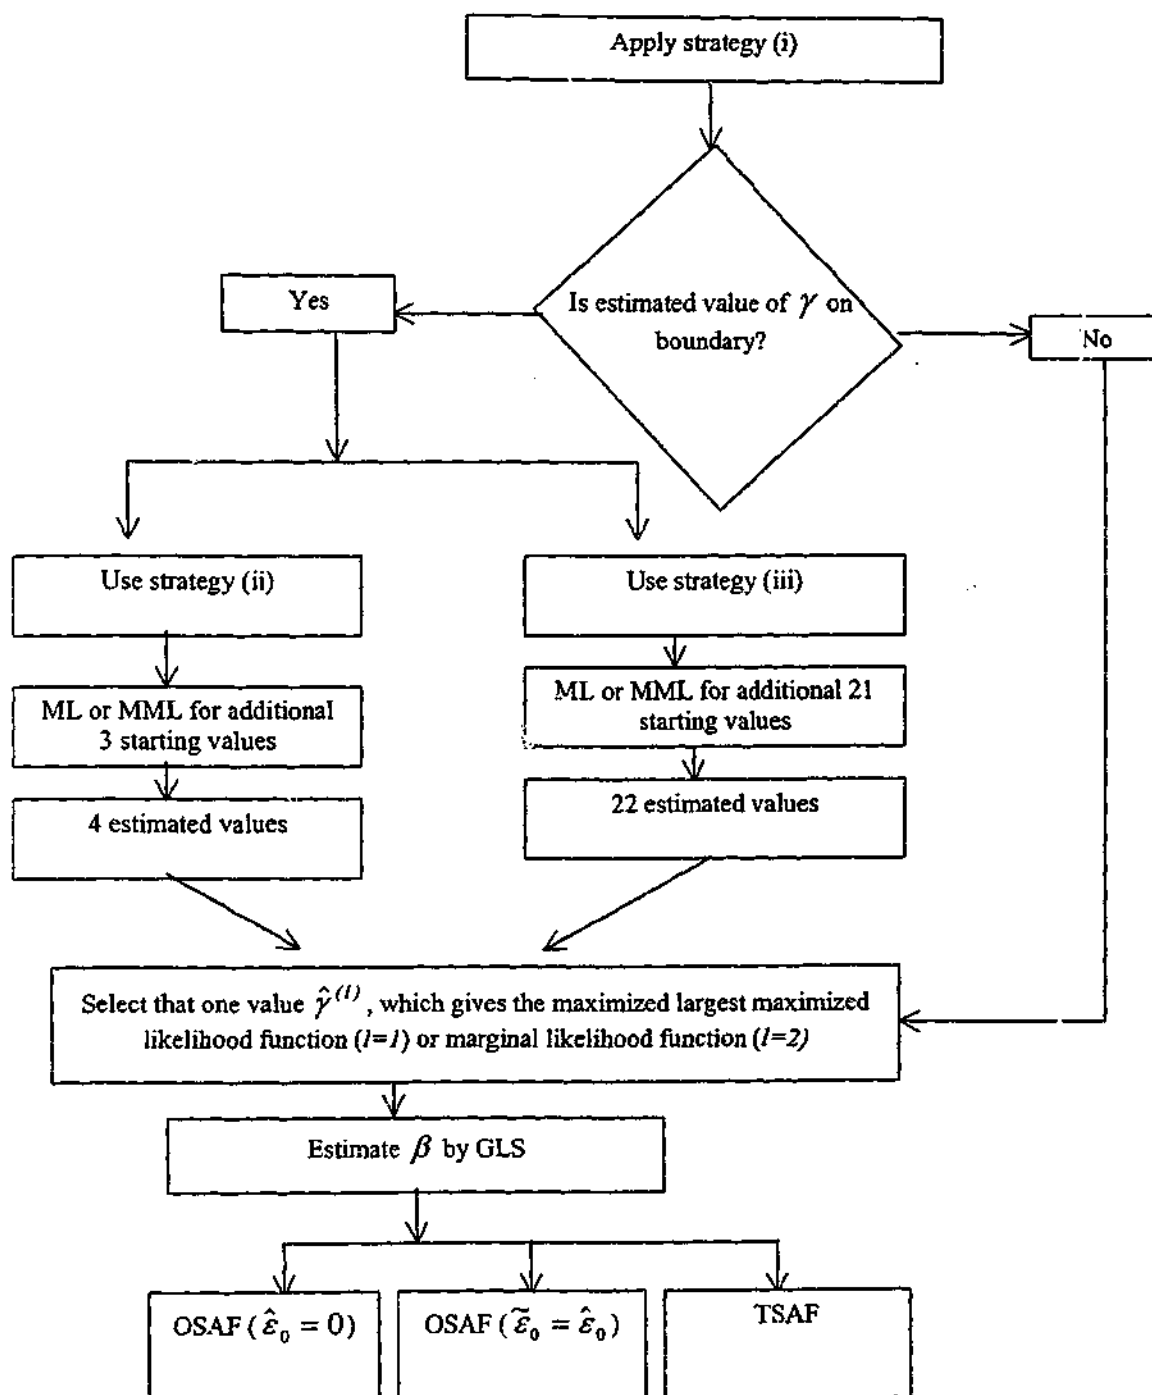 Apply strategy (i)
Is estimated value of γ on
boundary?
Yes
No
Use strategy (ii)
Use strategy (iii)
ML or MML for additional
3 starting values
ML or MML for additional 21
starting values
4 estimated values
22 estimated values
Select that one value γ̂^(l), which gives the maximized largest maximized
likelihood function (l=1) or marginal likelihood function (l=2)
Estimate β by GLS
OSAF (ε̂₀ = 0)
OSAF (ε̃₀ = ε̂₀)
TSAF